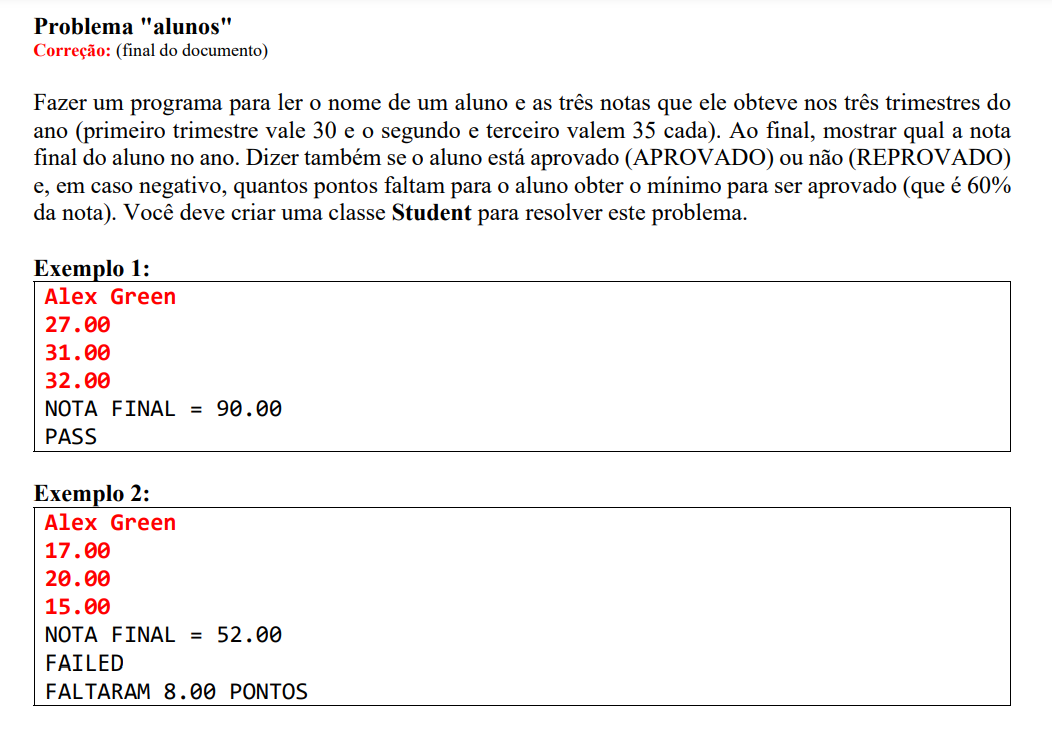 Problema "alunos"
Correção: (final do documento)
Fazer um programa para ler o nome de um aluno e as três notas que ele obteve nos três trimestres do
ano (primeiro trimestre vale 30 e o segundo e terceiro valem 35 cada). Ao final, mostrar qual a nota
final do aluno no ano. Dizer também se o aluno está aprovado (APROVADO) ou não (REPROVADO)
e, em caso negativo, quantos pontos faltam para o aluno obter o mínimo para ser aprovado (que é 60%
da nota). Você deve criar uma classe Student para resolver este problema.
Exemplo 1:
Alex Green
27.00
31.00
32.00
NOTA FINAL = 90.00
PASS
Exemplo 2:
Alex Green
17.00
20.00
15.00
NOTA FINAL = 52.00
FAILED
FALTARAM 8.00 PONTOS